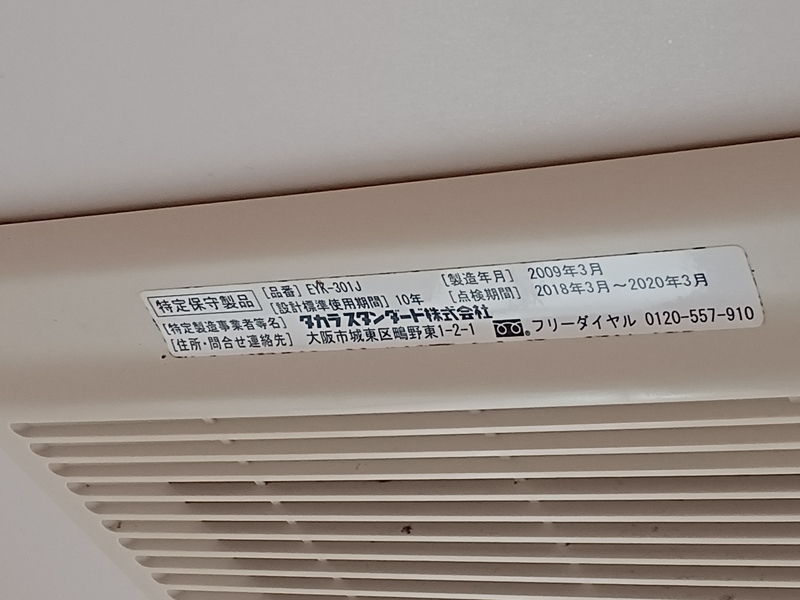 特定保守製品 [品番] EYR-301J [製造年月] 2009年3月
[設計標準使用期間] 10年 [点検期間] 2018年3月～2020年3月
[特定製造事業者等名] タカラスタンダード株式会社
[住所・問合せ連絡先] 大阪市城東区鴫野東1-2-1 フリーダイヤル 0120-557-910